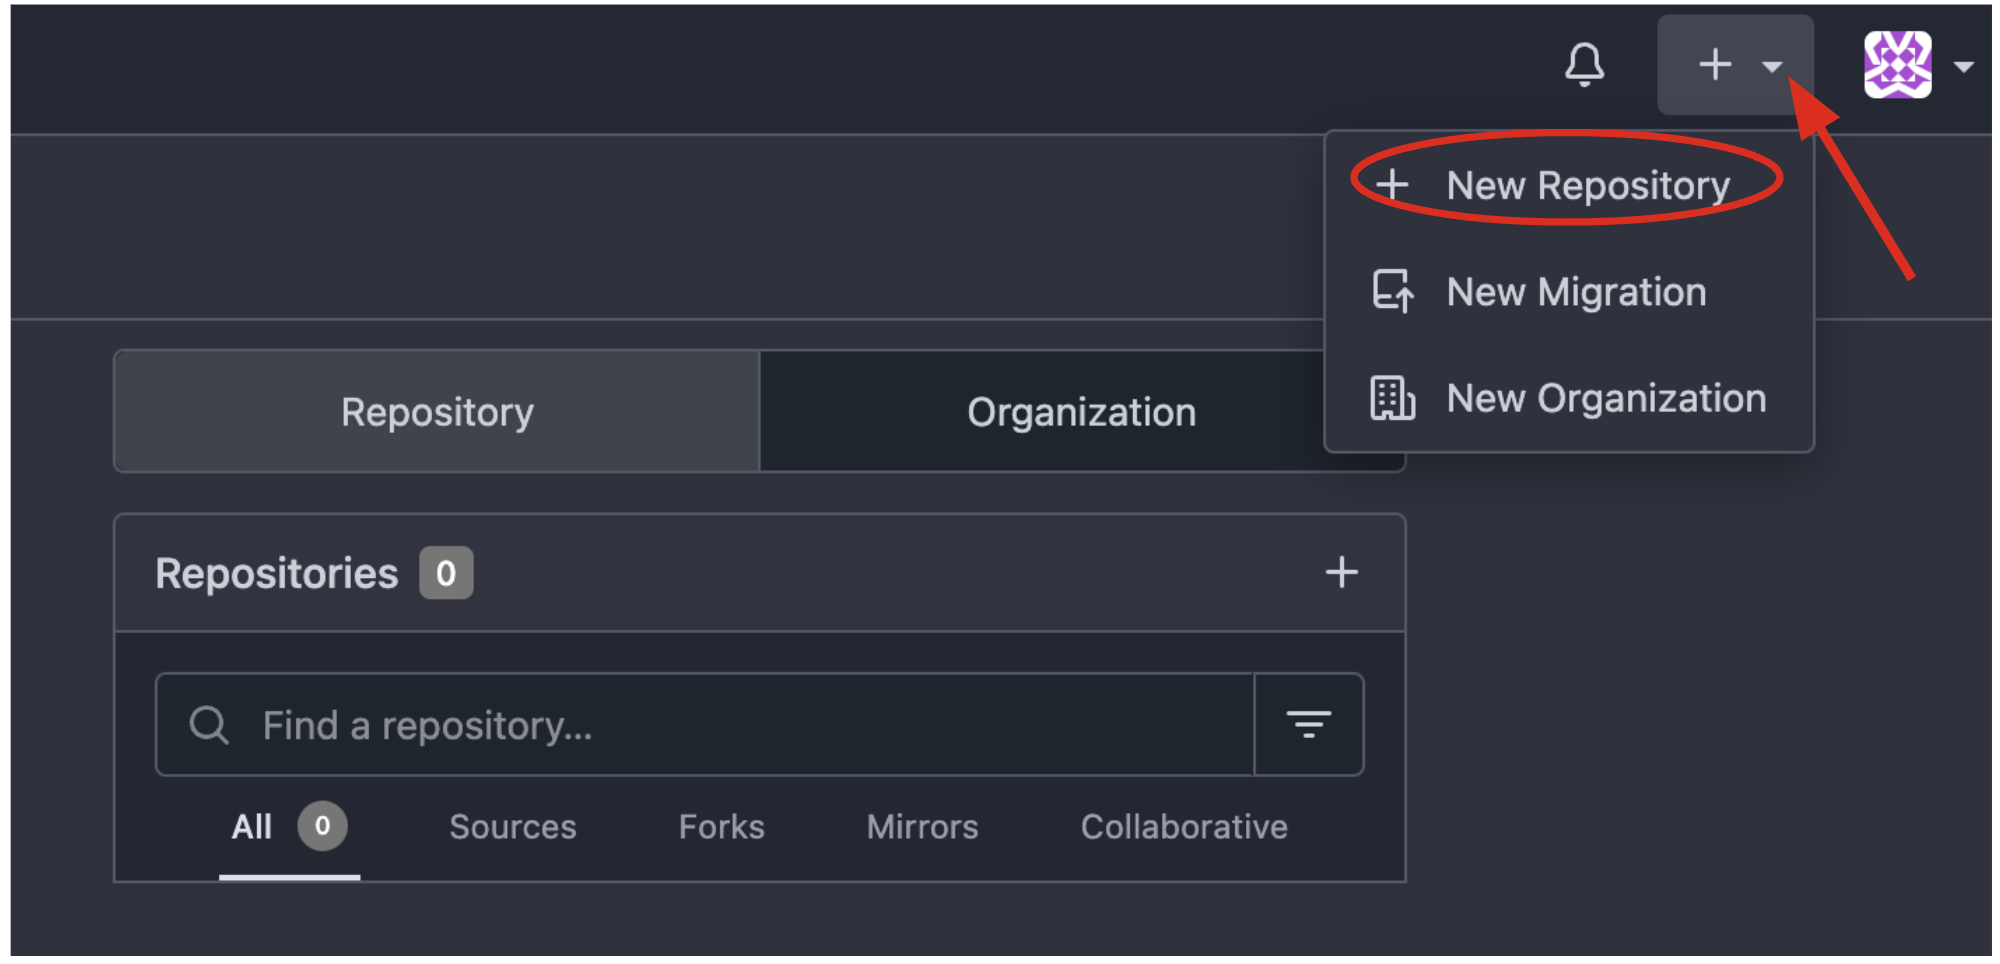 New Repository
New Migration
New Organization
Repository Organization
Repositories 0
Find a repository...
All 0 Sources Forks Mirrors Collaborative